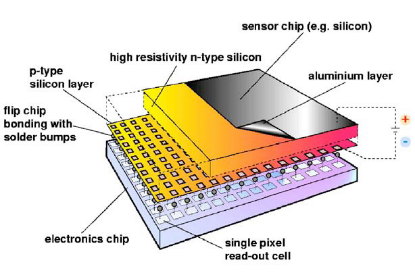 sensor chip (e.g. silicon)
high resistivity n-type silicon
aluminium layer
p-type
silicon layer
flip chip
bonding with
solder bumps
+
−
electronics chip
single pixel
read-out cell